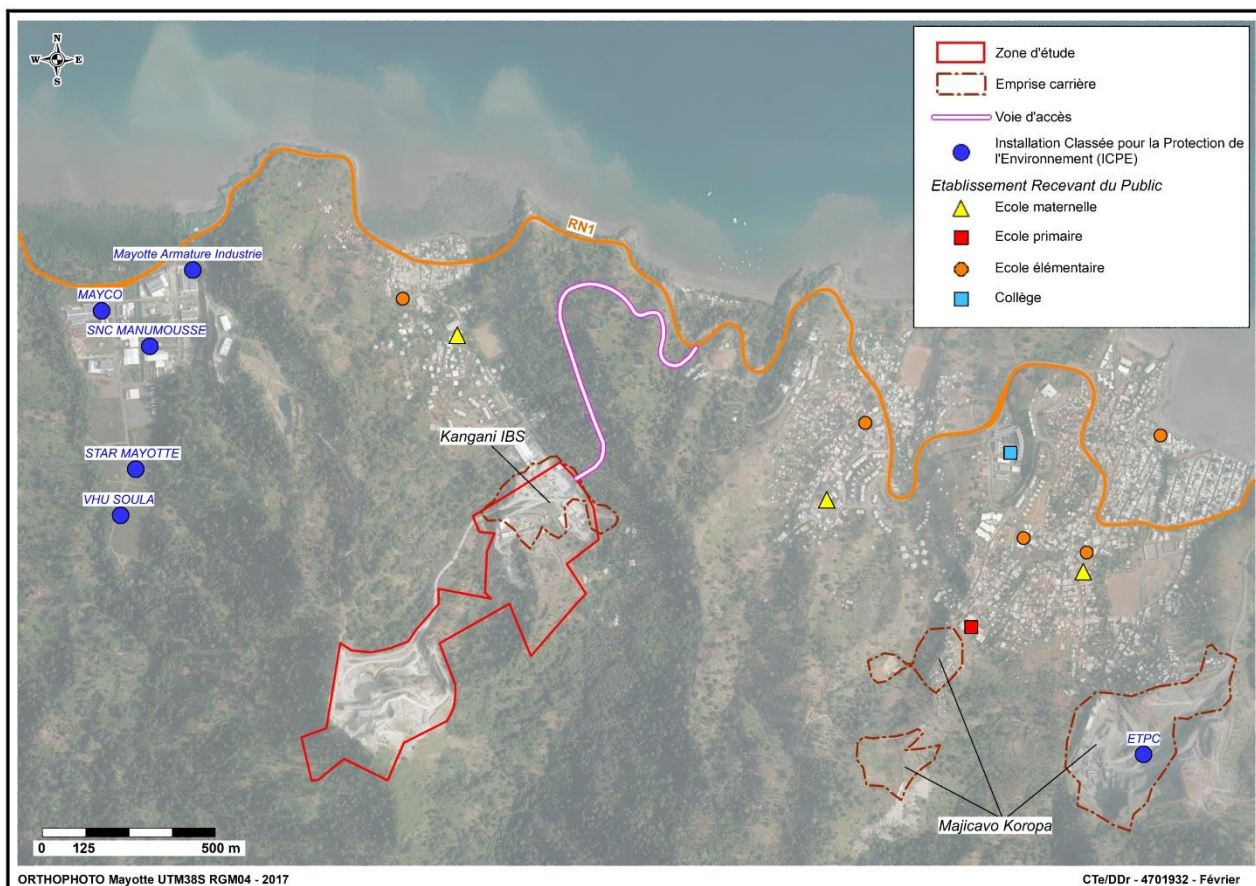 N
W E
S
Zone d'étude
Emprise carrière
Voie d'accès
Installation Classée pour la Protection de
l'Environnement (ICPE)
Etablissement Recevant du Public
Ecole maternelle
Ecole primaire
Ecole élémentaire
Collège
RN1
Mayotte Armature Industrie
MAYCO
SNC MANUMOUSSE
Kangani IBS
STAR MAYOTTE
VHU SOULA
ETPC
Majicavo Koropa
0 125 500 m
ORTHOPHOTO Mayotte UTM38S RGM04 - 2017
CTe/DDr - 4701932 - Février